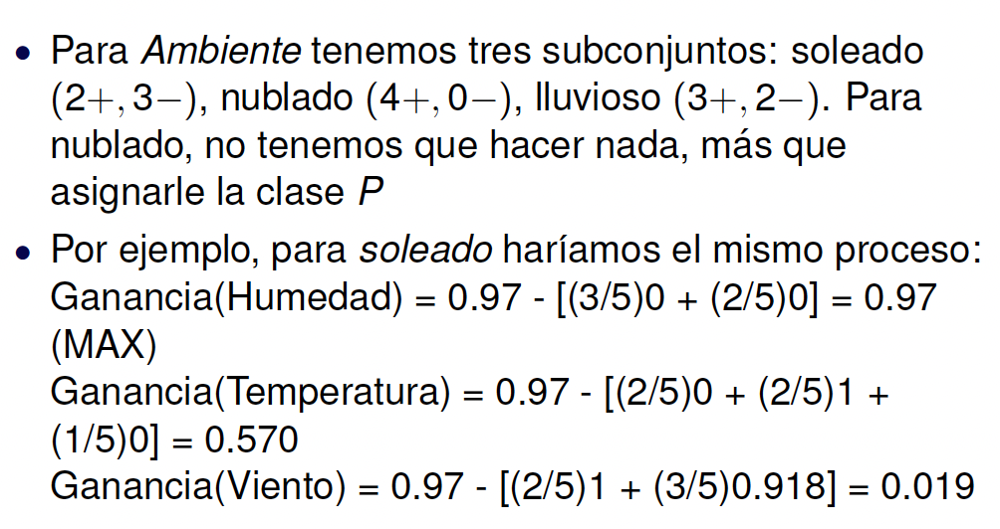 • Para Ambiente tenemos tres subconjuntos: soleado
(2+, 3−), nublado (4+, 0−), lluvioso (3+, 2−). Para
nublado, no tenemos que hacer nada, más que
asignarle la clase P
• Por ejemplo, para soleado haríamos el mismo proceso:
Ganancia(Humedad) = 0.97 - [(3/5)0 + (2/5)0] = 0.97
(MAX)
Ganancia(Temperatura) = 0.97 - [(2/5)0 + (2/5)1 +
(1/5)0] = 0.570
Ganancia(Viento) = 0.97 - [(2/5)1 + (3/5)0.918] = 0.019